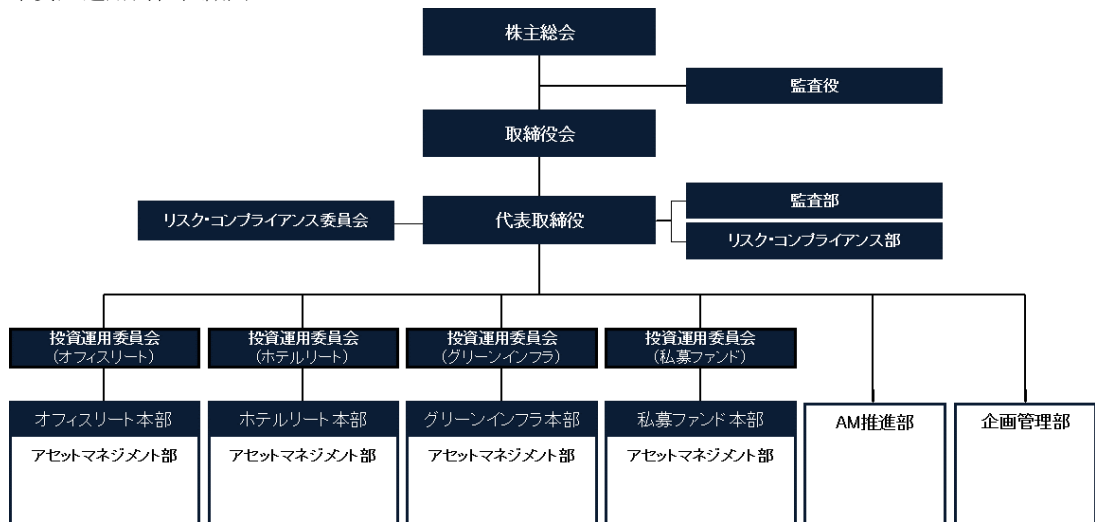 株主総会
監査役
取締役会
監査部
リスク・コンプライアンス委員会
代表取締役
リスク・コンプライアンス部
投資運用委員会
(オフィスリート)
投資運用委員会
(ホテルリート)
投資運用委員会
(グリーンインフラ)
投資運用委員会
(私募ファンド)
オフィスリート本部
アセットマネジメント部
ホテルリート本部
アセットマネジメント部
グリーンインフラ本部
アセットマネジメント部
私募ファンド本部
アセットマネジメント部
AM推進部
企画管理部